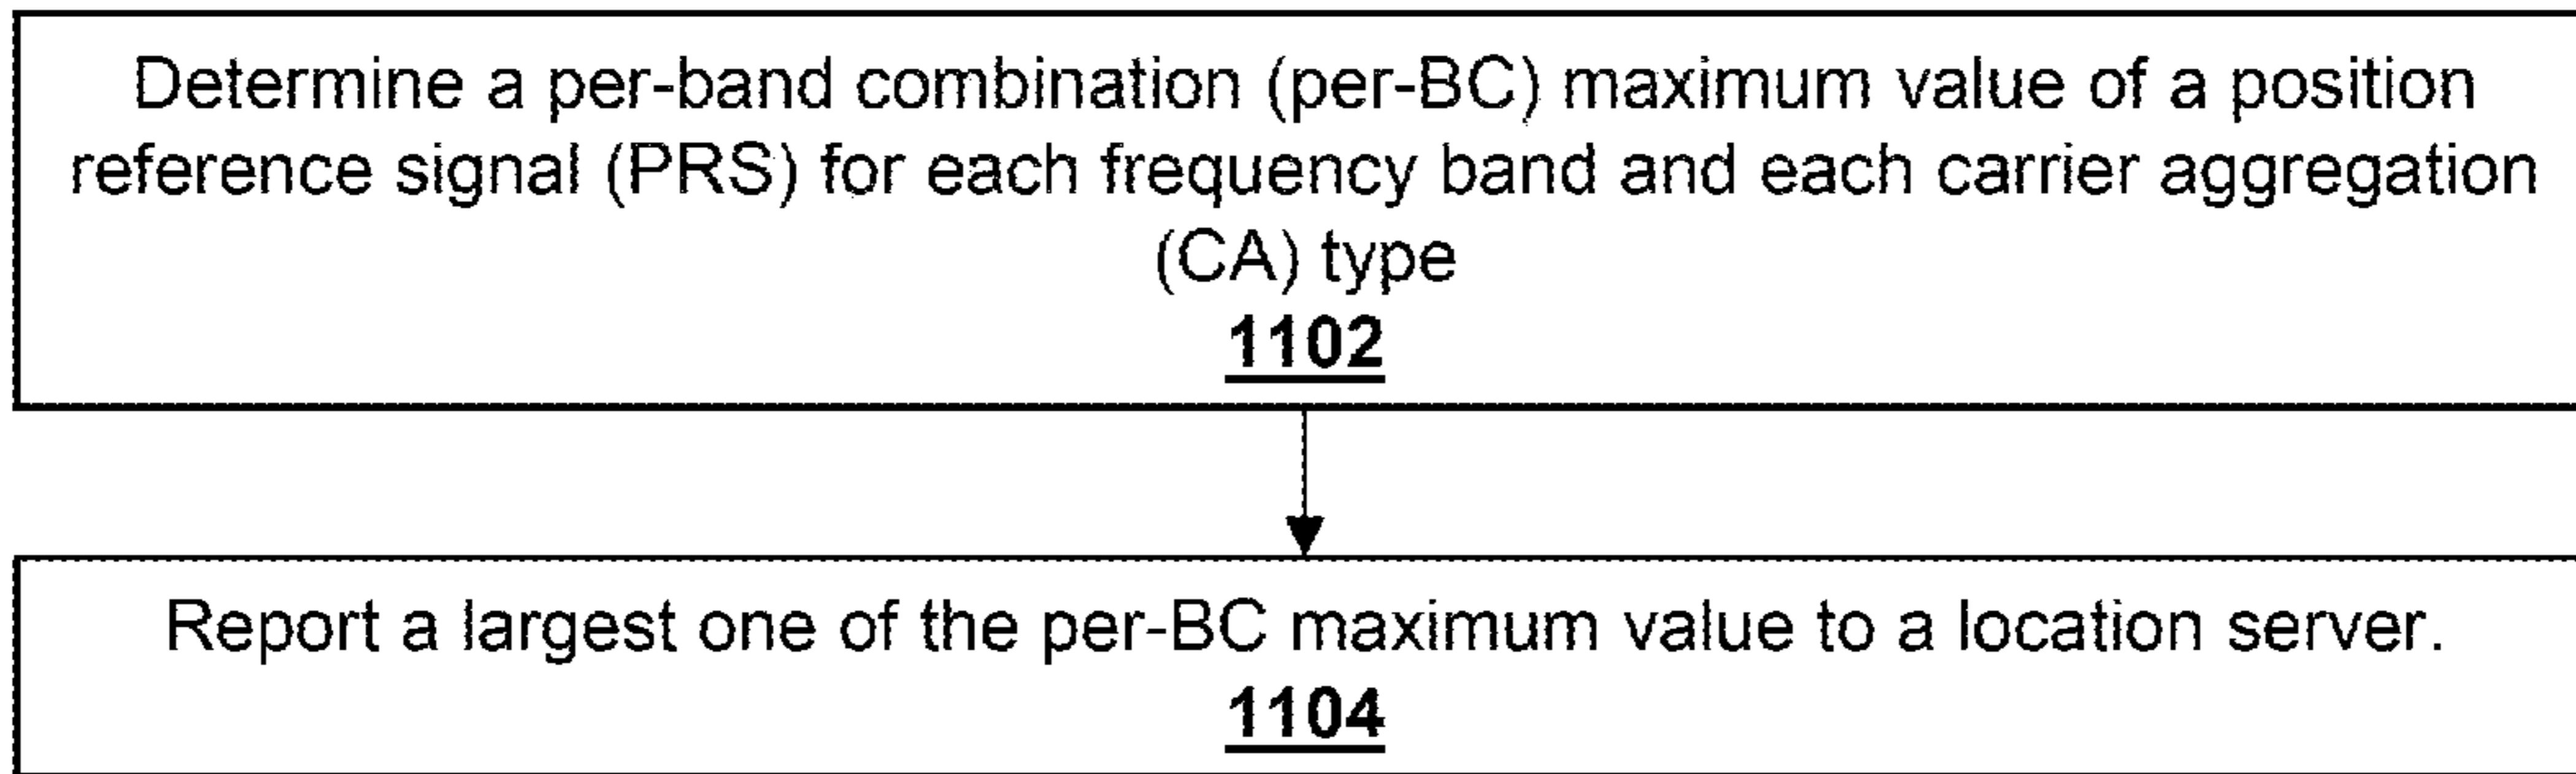 Determine a per-band combination (per-BC) maximum value of a position
reference signal (PRS) for each frequency band and each carrier aggregation
(CA) type
1102
Report a largest one of the per-BC maximum value to a location server.
1104